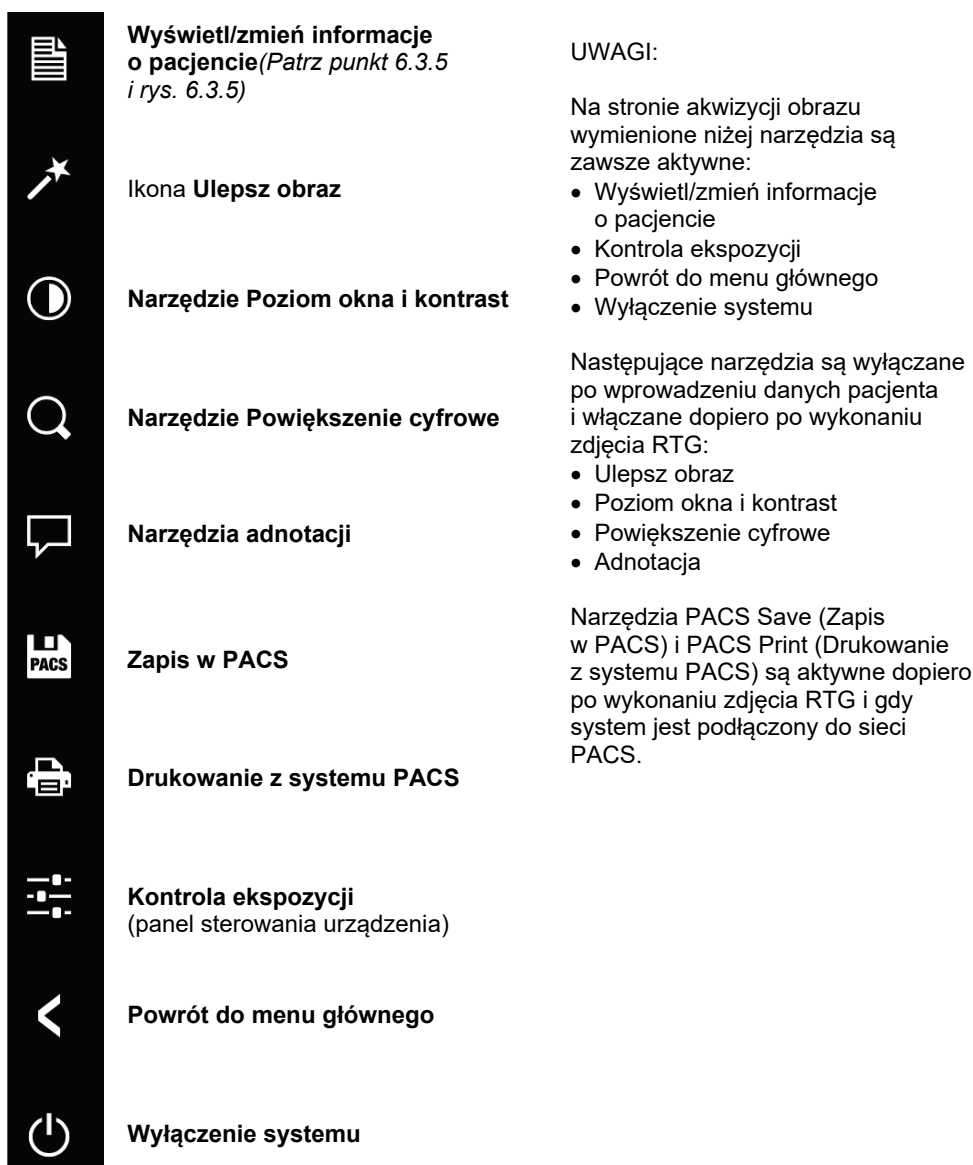 Wyświetl/zmień informacje
o pacjencie(Patrz punkt 6.3.5
i rys. 6.3.5)
Ikona Ulepsz obraz
Narzędzie Poziom okna i kontrast
Narzędzie Powiększenie cyfrowe
Narzędzia adnotacji
PACS
Zapis w PACS
Drukowanie z systemu PACS
Kontrola ekspozycji
(panel sterowania urządzenia)
Powrót do menu głównego
Wyłączenie systemu
UWAGI:
Na stronie akwizycji obrazu
wymienione niżej narzędzia są
zawsze aktywne:
• Wyświetl/zmień informacje
o pacjencie
• Kontrola ekspozycji
• Powrót do menu głównego
• Wyłączenie systemu
Następujące narzędzia są wyłączane
po wprowadzeniu danych pacjenta
i włączane dopiero po wykonaniu
zdjęcia RTG:
• Ulepsz obraz
• Poziom okna i kontrast
• Powiększenie cyfrowe
• Adnotacja
Narzędzia PACS Save (Zapis
w PACS) i PACS Print (Drukowanie
z systemu PACS) są aktywne dopiero
po wykonaniu zdjęcia RTG i gdy
system jest podłączony do sieci
PACS.